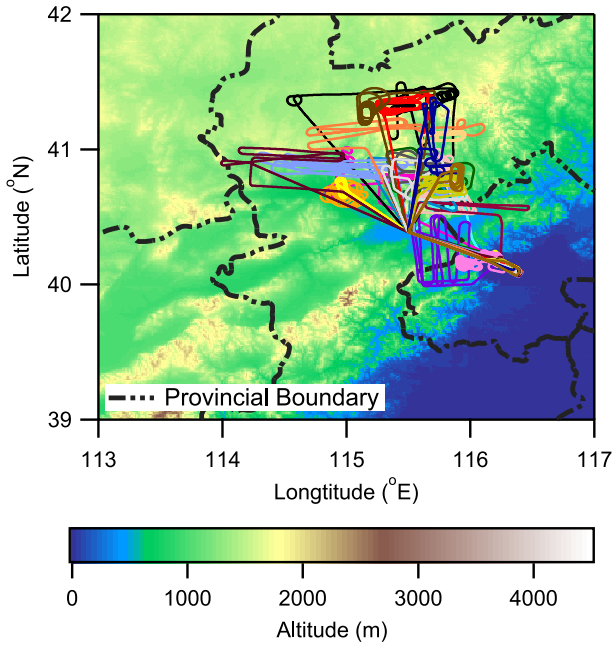 42
41
40
39
Latitude (°N)
Provincial Boundary
113 114 115 116 117
Longtitude (°E)
0 1000 2000 3000 4000
Altitude (m)